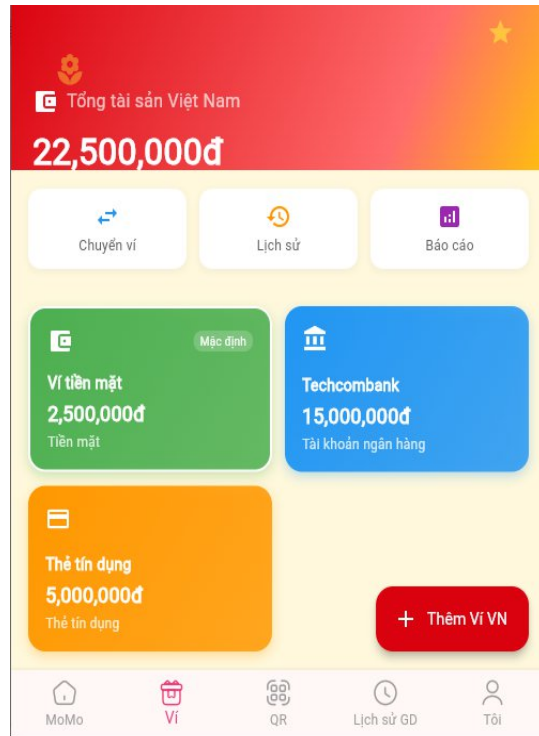 Tổng tài sản Việt Nam
22,500,000đ
Chuyển ví
Lịch sử
Báo cáo
Mặc định
Ví tiền mặt
2,500,000đ
Tiền mặt
Techcombank
15,000,000đ
Tài khoản ngân hàng
Thẻ tín dụng
5,000,000đ
Thẻ tín dụng
+ Thêm Ví VN
MoMo
Ví
QR
Lịch sử GD
Tôi